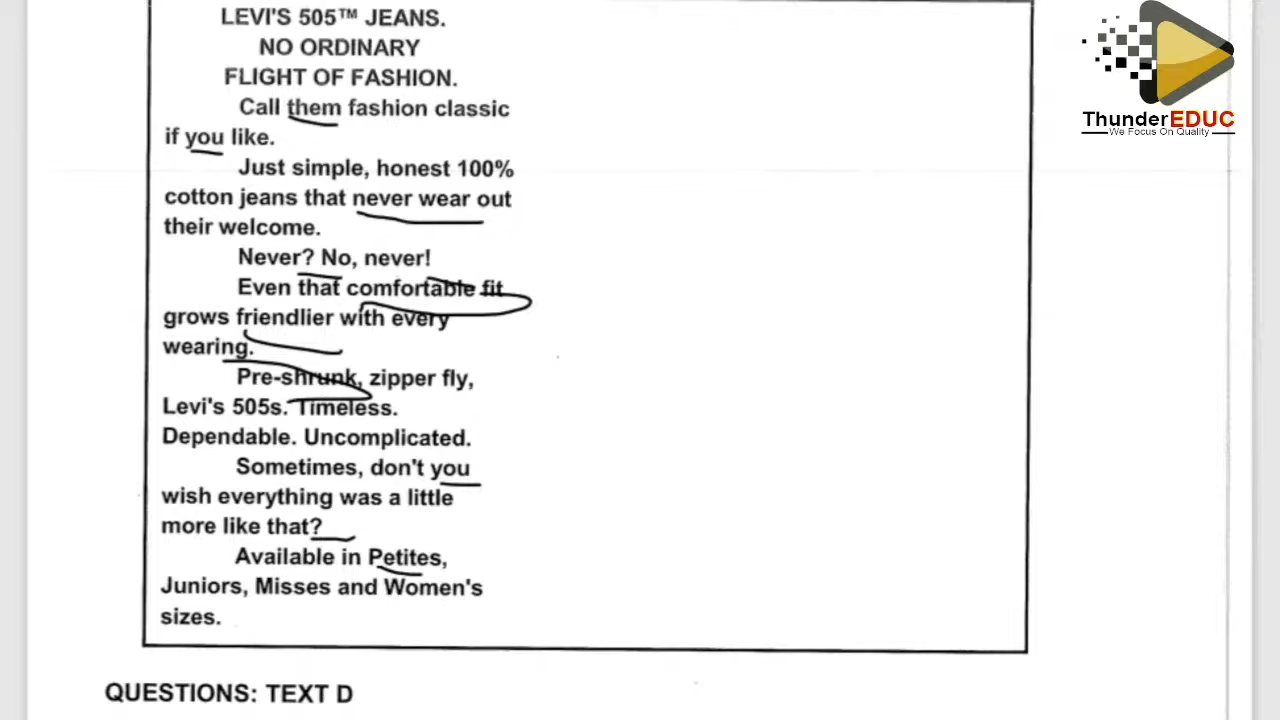 LEVI'S 505™ JEANS.
NO ORDINARY
FLIGHT OF FASHION.
Call them fashion classic
if you like.
Just simple, honest 100%
cotton jeans that never wear out
their welcome.
Never? No, never!
Even that comfortable fit
grows friendlier with every
wearing.
Pre-shrunk, zipper fly,
Levi's 505s. Timeless.
Dependable. Uncomplicated.
Sometimes, don't you
wish everything was a little
more like that?
Available in Petites,
Juniors, Misses and Women's
sizes.
QUESTIONS: TEXT D
ThunderEDUC
We Focus On Quality